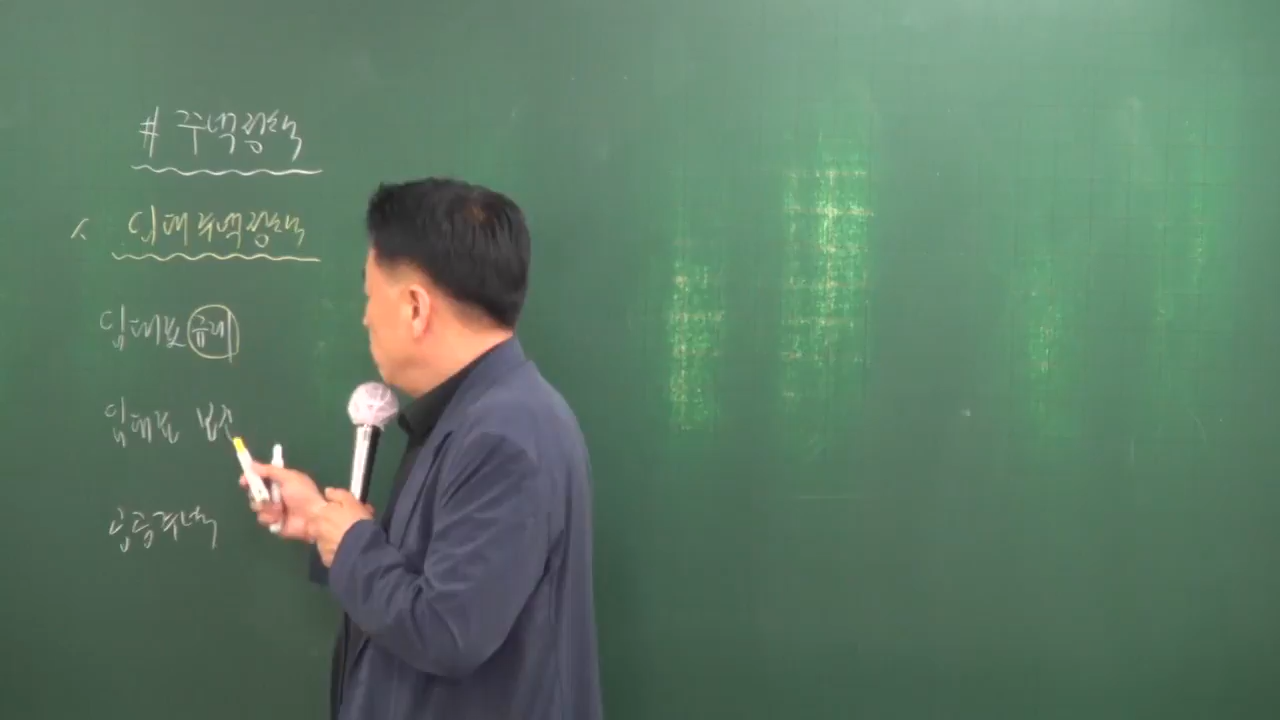 # 주택정책
< 임대주택정책
임대료 규제
임대료 보조
공공주택